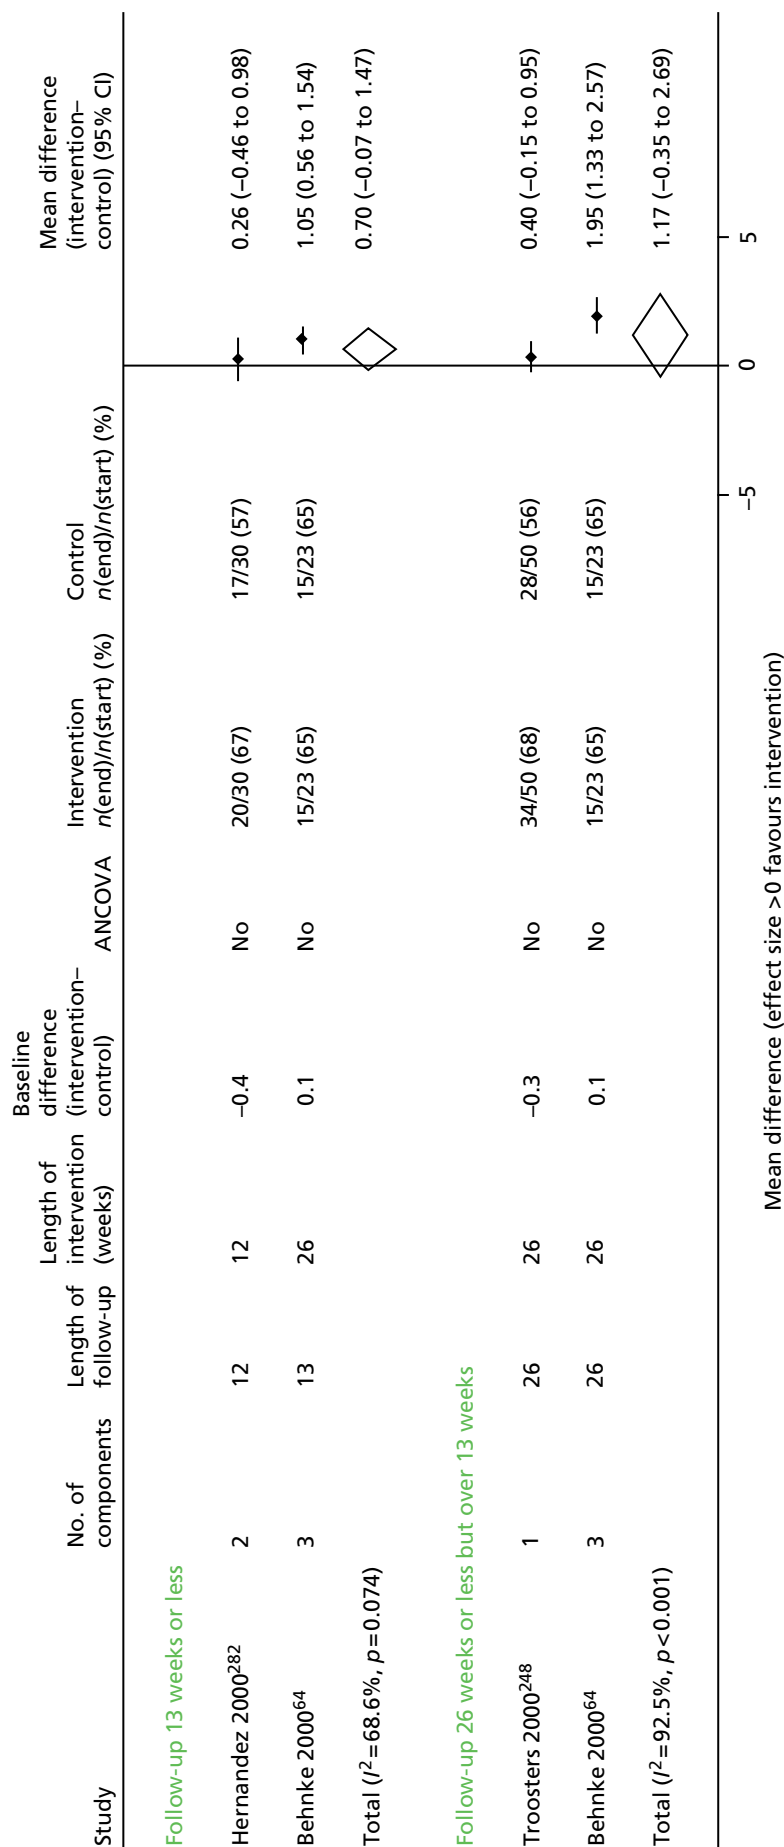 Study
No. of
components
Length of
follow-up
Length of
intervention
(weeks)
Baseline
difference
(intervention–
control)
ANCOVA
Intervention
n(end)/n(start) (%)
Control
n(end)/n(start) (%)
Mean difference
(intervention–
control) (95% CI)
Follow-up 13 weeks or less
Hernandez 2000282 2 12 12 −0.4 No 20/30 (67) 17/30 (57) 0.26 (−0.46 to 0.98)
Behnke 200064 3 13 26 0.1 No 15/23 (65) 15/23 (65) 1.05 (0.56 to 1.54)
Total (I2=68.6%, p=0.074) 0.70 (−0.07 to 1.47)
Follow-up 26 weeks or less but over 13 weeks
Troosters 2000248 1 26 26 −0.3 No 34/50 (68) 28/50 (56) 0.40 (−0.15 to 0.95)
Behnke 200064 3 26 26 0.1 No 15/23 (65) 15/23 (65) 1.95 (1.33 to 2.57)
Total (I2=92.5%, p<0.001) 1.17 (−0.35 to 2.69)
−5 0 5
Mean difference (effect size >0 favours intervention)